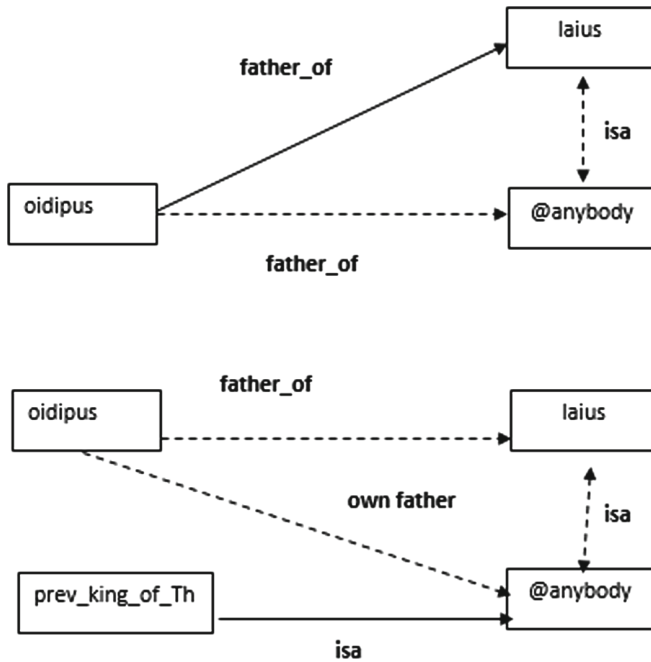 laius
father_of
isa
oidipus
@anybody
father_of
father_of
oidipus
laius
own father
isa
prev_king_of_Th
@anybody
isa